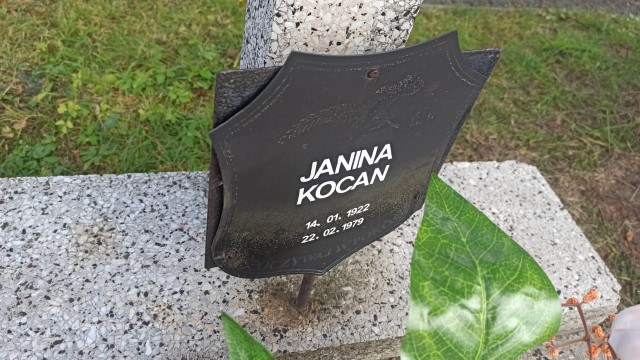 JANINA
KOCAN
14. 01. 1922
22. 02. 1979